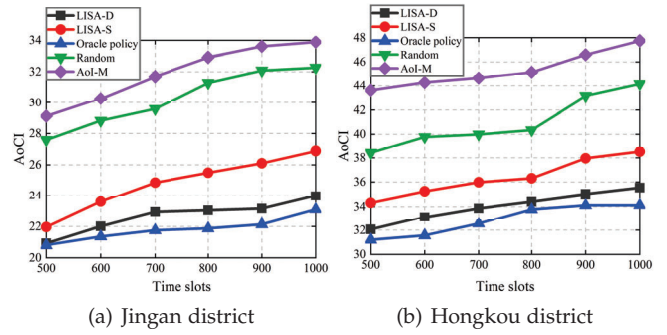 LISA-D
LISA-S
Oracle policy
Random
AoI-M
34
32
30
28
26
24
22
20
AoCI
500 600 700 800 900 1000
Time slots
(a) Jingan district
LISA-D
LISA-S
Oracle policy
Random
AoI-M
48
46
44
42
40
38
36
34
32
30
AoCI
500 600 700 800 900 1000
Time slots
(b) Hongkou district